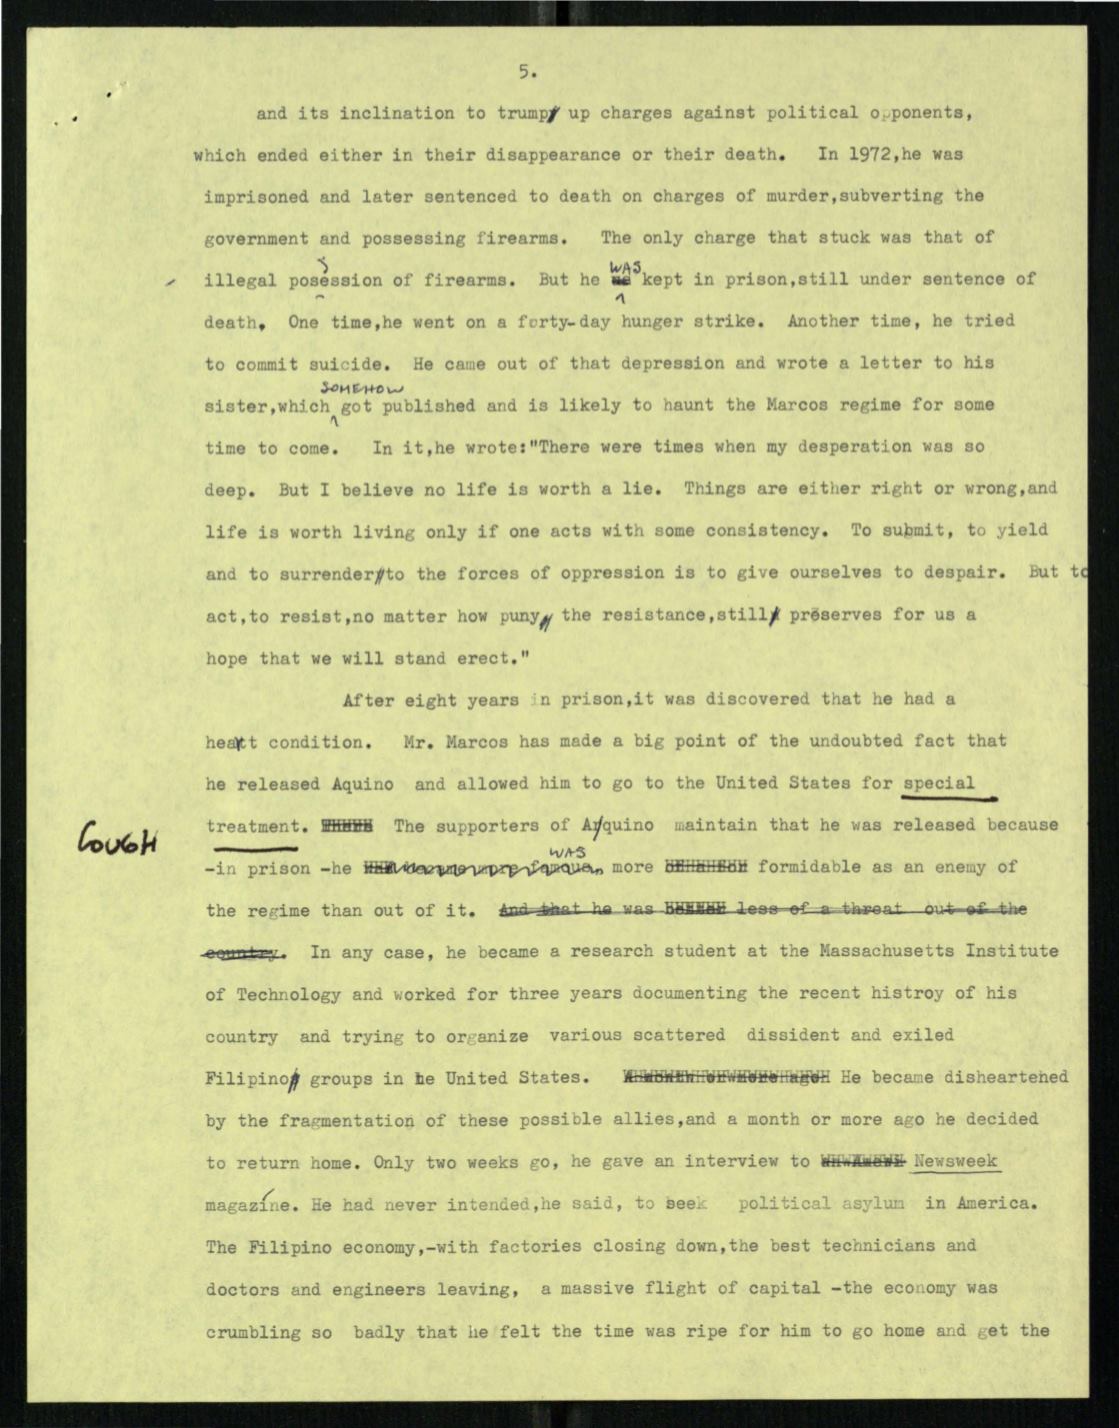 5.
and its inclination to trump up charges against political opponents,
which ended either in their disappearance or their death. In 1972,he was
imprisoned and later sentenced to death on charges of murder,subverting the
government and possessing firearms. The only charge that stuck was that of
s
illegal posession of firearms. But he WAS kept in prison,still under sentence of
death. One time,he went on a forty-day hunger strike. Another time, he tried
to commit suicide. He came out of that depression and wrote a letter to his
sister,which SOMEHOW got published and is likely to haunt the Marcos regime for some
time to come. In it,he wrote:"There were times when my desperation was so
deep. But I believe no life is worth a lie. Things are either right or wrong,and
life is worth living only if one acts with some consistency. To submit, to yield
and to surrender to the forces of oppression is to give ourselves to despair. But to
act,to resist,no matter how puny the resistance,still preserves for us a
hope that we will stand erect."
After eight years in prison,it was discovered that he had a
heart condition. Mr. Marcos has made a big point of the undoubted fact that
he released Aquino and allowed him to go to the United States for special
COUGH
treatment. The supporters of Aquino maintain that he was released because
-in prison -he WAS more formidable as an enemy of
the regime than out of it. And that he was less of a threat out of the
country. In any case, he became a research student at the Massachusetts Institute
of Technology and worked for three years documenting the recent histroy of his
country and trying to organize various scattered dissident and exiled
Filipino groups in he United States. He became disheartehed
by the fragmentation of these possible allies,and a month or more ago he decided
to return home. Only two weeks go, he gave an interview to Newsweek
magazine. He had never intended,he said, to seek political asylum in America.
The Filipino economy,-with factories closing down,the best technicians and
doctors and engineers leaving, a massive flight of capital -the economy was
crumbling so badly that he felt the time was ripe for him to go home and get the